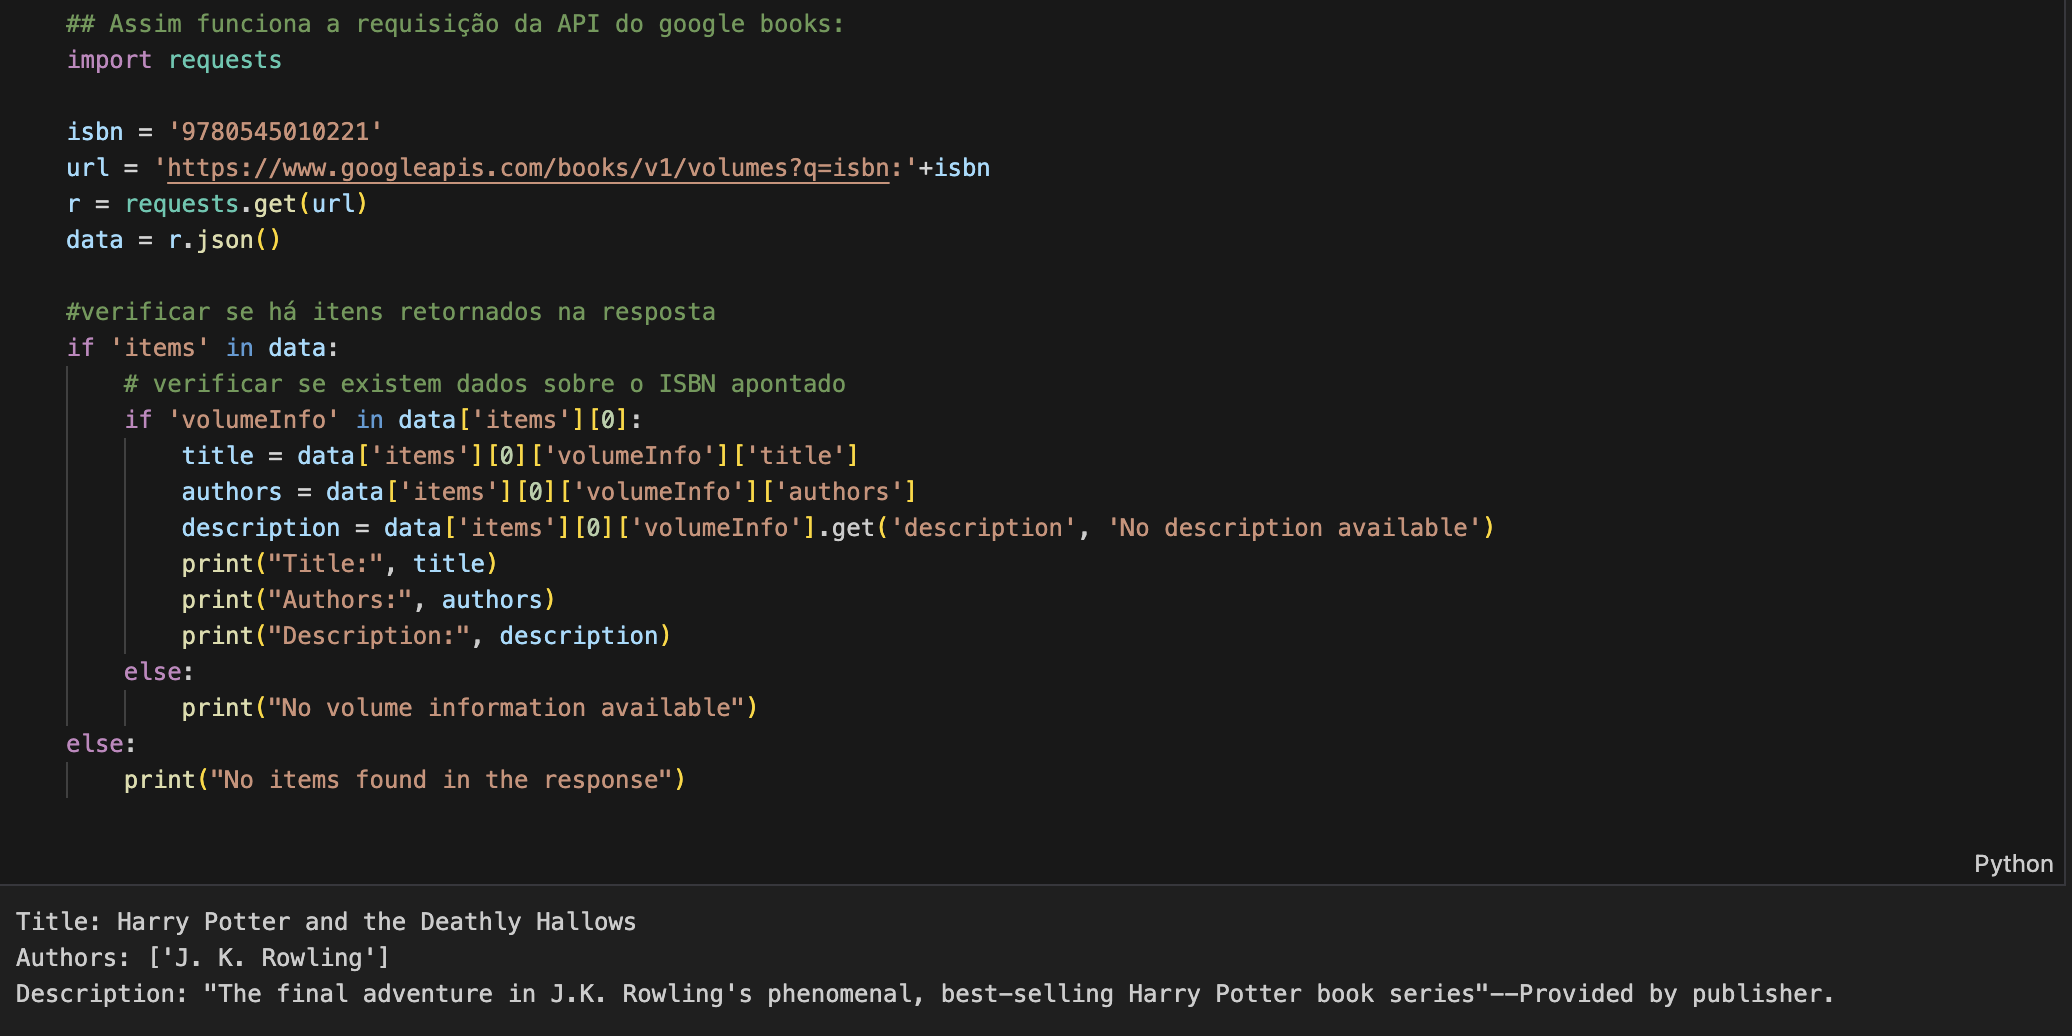 ## Assim funciona a requisição da API do google books:
import requests

isbn = '9780545010221'
url = 'https://www.googleapis.com/books/v1/volumes?q=isbn:'+isbn
r = requests.get(url)
data = r.json()

#verificar se há itens retornados na resposta
if 'items' in data:
    # verificar se existem dados sobre o ISBN apontado
    if 'volumeInfo' in data['items'][0]:
        title = data['items'][0]['volumeInfo']['title']
        authors = data['items'][0]['volumeInfo']['authors']
        description = data['items'][0]['volumeInfo'].get('description', 'No description available')
        print("Title:", title)
        print("Authors:", authors)
        print("Description:", description)
    else:
        print("No volume information available")
else:
    print("No items found in the response")

Python
Title: Harry Potter and the Deathly Hallows
Authors: ['J. K. Rowling']
Description: "The final adventure in J.K. Rowling's phenomenal, best-selling Harry Potter book series"--Provided by publisher.